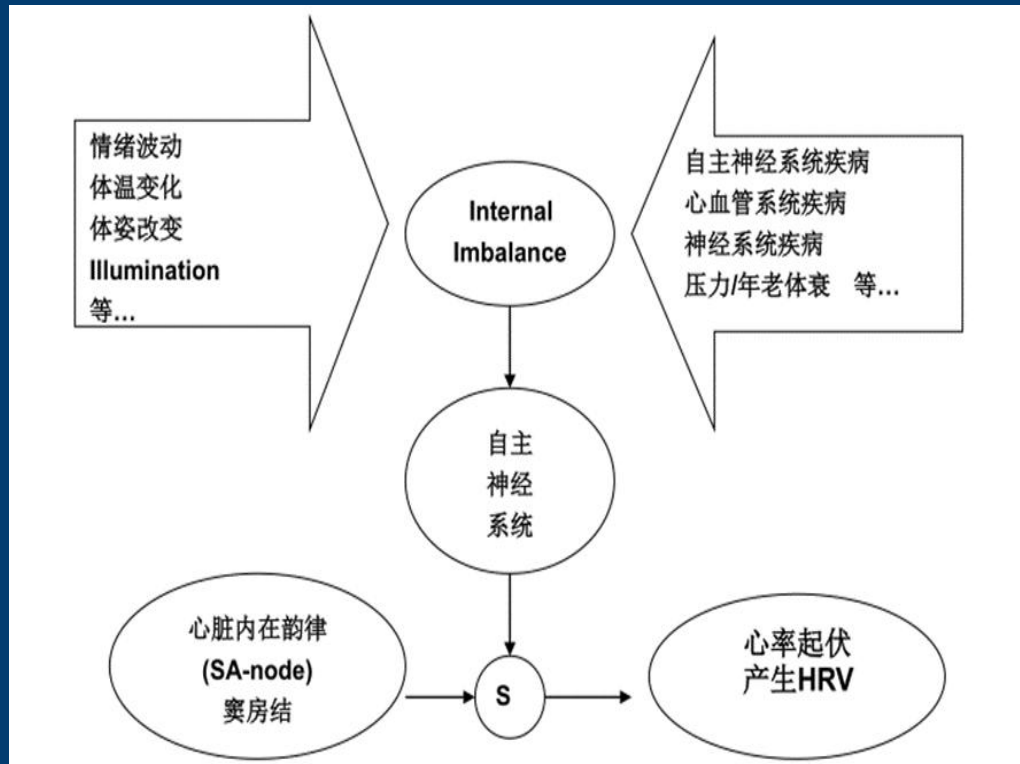 情绪波动
体温变化
体姿改变
Illumination
等…
Internal
Imbalance
自主神经系统疾病
心血管系统疾病
神经系统疾病
压力/年老体衰 等…
自主
神经
系统
心脏内在韵律
(SA-node)
窦房结
S
心率起伏
产生HRV